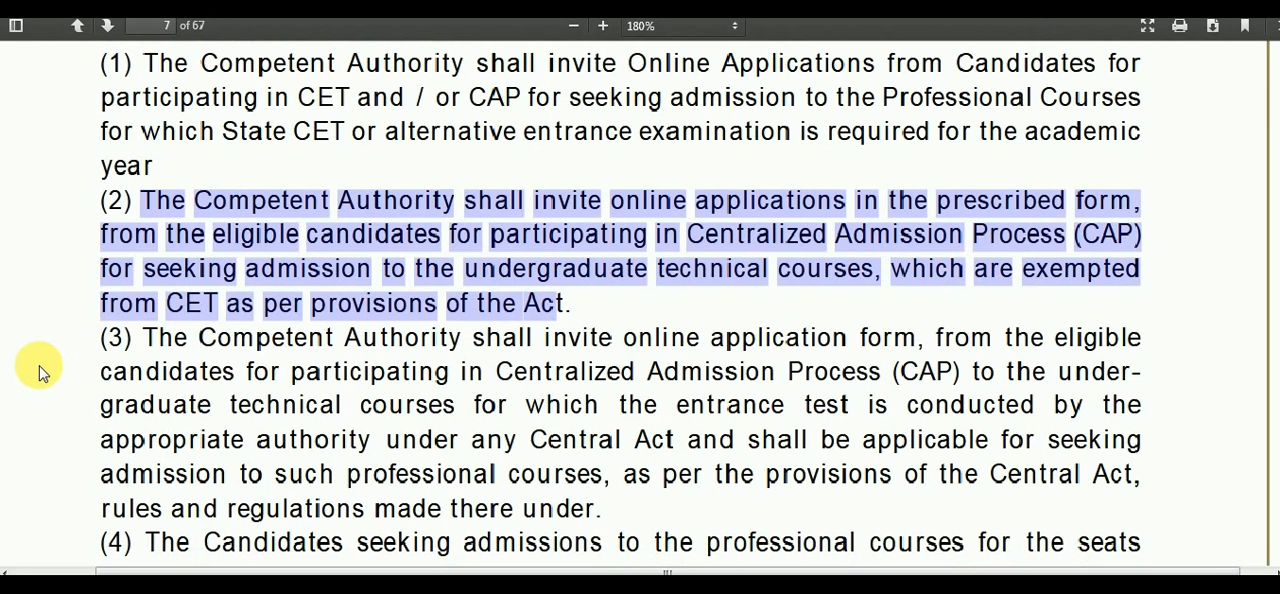 7 of 67
180%
(1) The Competent Authority shall invite Online Applications from Candidates for
participating in CET and / or CAP for seeking admission to the Professional Courses
for which State CET or alternative entrance examination is required for the academic
year
(2) The Competent Authority shall invite online applications in the prescribed form,
from the eligible candidates for participating in Centralized Admission Process (CAP)
for seeking admission to the undergraduate technical courses, which are exempted
from CET as per provisions of the Act.
(3) The Competent Authority shall invite online application form, from the eligible
candidates for participating in Centralized Admission Process (CAP) to the under-
graduate technical courses for which the entrance test is conducted by the
appropriate authority under any Central Act and shall be applicable for seeking
admission to such professional courses, as per the provisions of the Central Act,
rules and regulations made there under.
(4) The Candidates seeking admissions to the professional courses for the seats